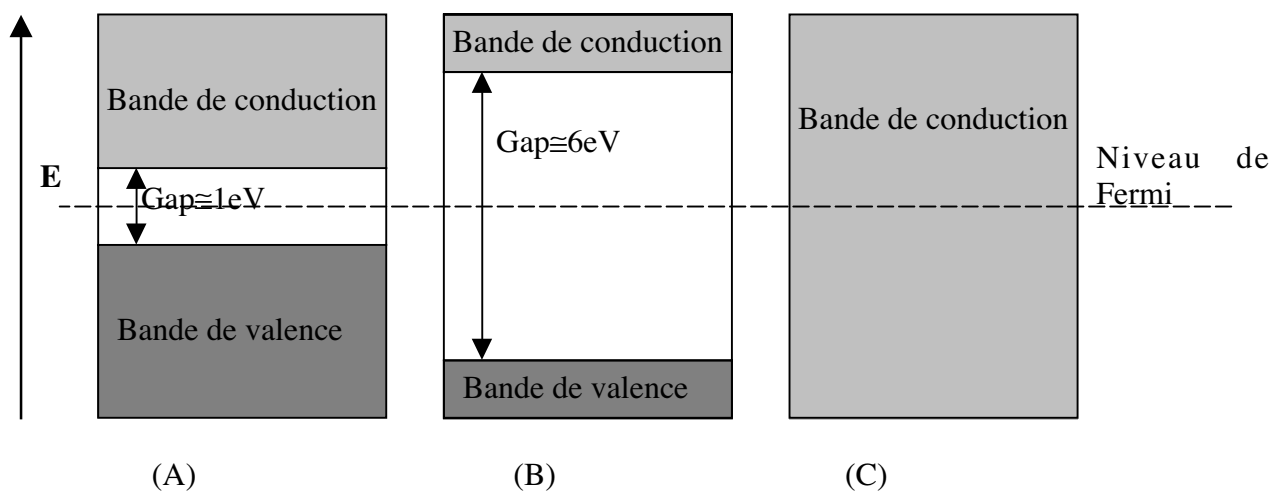 Bande de conduction
Gap≅1eV
Bande de valence
(A)
Bande de conduction
Gap≅6eV
Bande de valence
(B)
Bande de conduction
(C)
E
Niveau de
Fermi